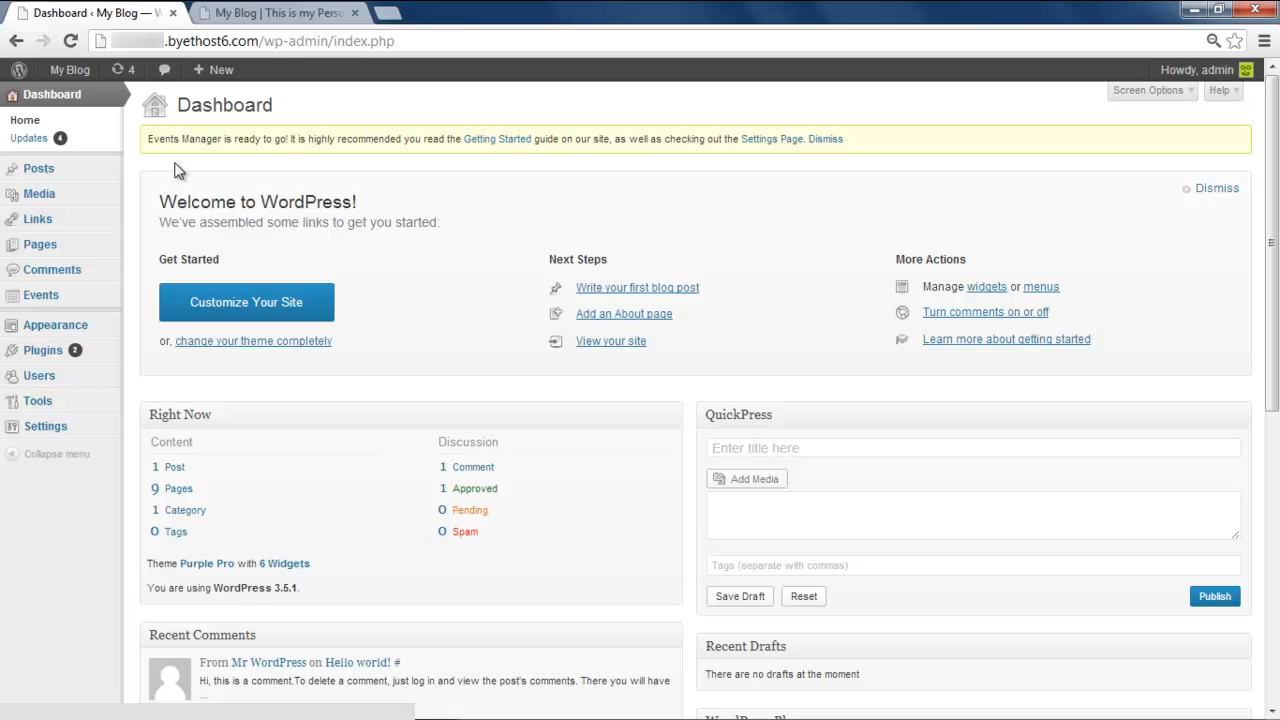 Dashboard ‹ My Blog — W
My Blog | This is my Perso
.byethost6.com/wp-admin/index.php
My Blog
4
New
Howdy, admin
Dashboard
Home
Updates 4
Posts
Media
Links
Pages
Comments
Events
Appearance
Plugins 2
Users
Tools
Settings
Collapse menu
Screen Options
Help
Dashboard
Events Manager is ready to go! It is highly recommended you read the Getting Started guide on our site, as well as checking out the Settings Page. Dismiss
Dismiss
Welcome to WordPress!
We've assembled some links to get you started:
Get Started
Customize Your Site
or, change your theme completely
Next Steps
Write your first blog post
Add an About page
View your site
More Actions
Manage widgets or menus
Turn comments on or off
Learn more about getting started
Right Now
Content
1 Post
9 Pages
1 Category
0 Tags
Discussion
1 Comment
1 Approved
0 Pending
0 Spam
Theme Purple Pro with 6 Widgets
You are using WordPress 3.5.1.
Recent Comments
From Mr WordPress on Hello world! #
Hi, this is a comment.To delete a comment, just log in and view the post's comments. There you will have
...
QuickPress
Enter title here
Add Media
Tags (separate with commas)
Save Draft
Reset
Publish
Recent Drafts
There are no drafts at the moment